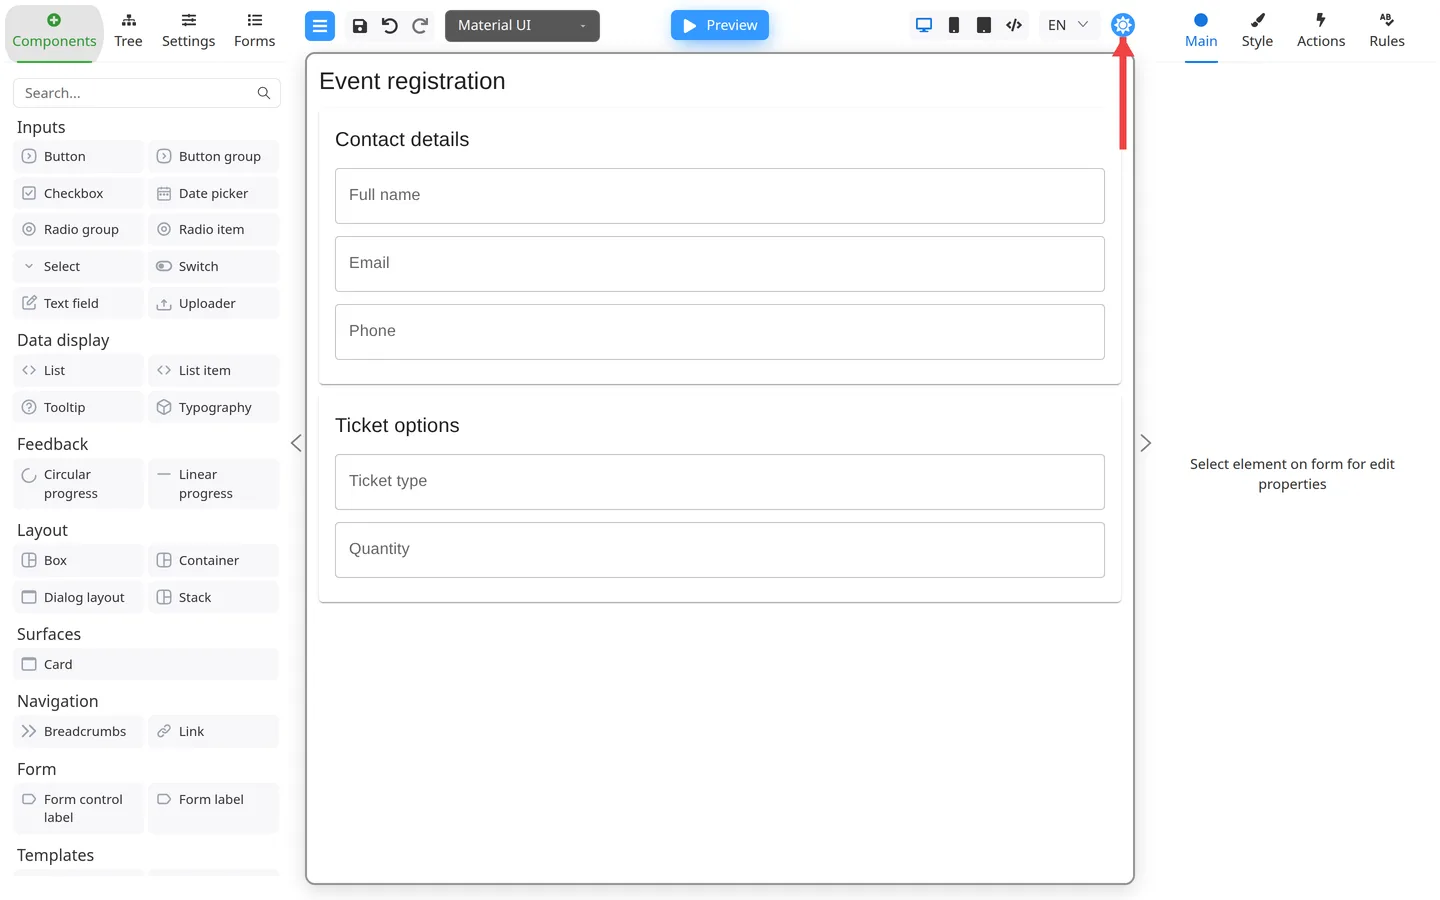 Components
Tree
Settings
Forms
Material UI
Preview
EN
Main
Style
Actions
Rules
Search...
Inputs
Button
Button group
Checkbox
Date picker
Radio group
Radio item
Select
Switch
Text field
Uploader
Data display
List
List item
Tooltip
Typography
Feedback
Circular
progress
Linear
progress
Layout
Box
Container
Dialog layout
Stack
Surfaces
Card
Navigation
Breadcrumbs
Link
Form
Form control
label
Form label
Templates
Event registration
Contact details
Full name
Email
Phone
Ticket options
Ticket type
Quantity
Select element on form for edit
properties